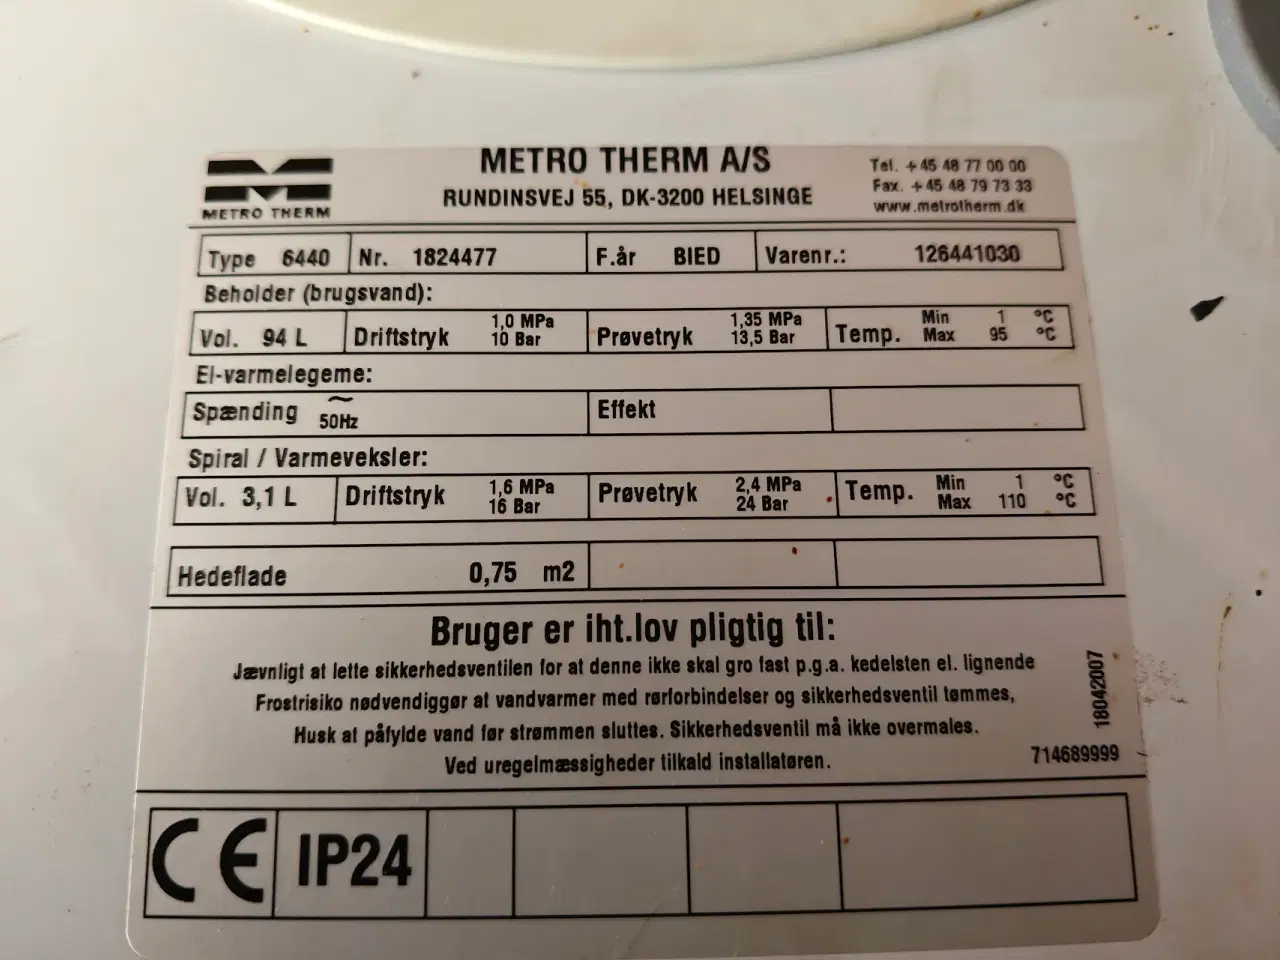 METRO THERM
METRO THERM A/S
RUNDINSVEJ 55, DK-3200 HELSINGE
Tel. +45 48 77 00 00
Fax. +45 48 79 73 33
www.metrotherm.dk
Type 6440 Nr. 1824477 F.år BIED Varenr.: 126441030
Beholder (brugsvand):
Vol. 94 L Driftstryk 1,0 MPa 10 Bar Prøvetryk 1,35 MPa 13,5 Bar Temp. Min 1 °C Max 95 °C
El-varmelegeme:
Spænding ~ 50Hz Effekt
Spiral / Varmeveksler:
Vol. 3,1 L Driftstryk 1,6 MPa 16 Bar Prøvetryk 2,4 MPa 24 Bar Temp. Min 1 °C Max 110 °C
Hedeflade 0,75 m2
Bruger er iht.lov pligtig til:
Jævnligt at lette sikkerhedsventilen for at denne ikke skal gro fast p.g.a. kedelsten el. lignende
Frostrisiko nødvendiggør at vandvarmer med rørforbindelser og sikkerhedsventil tømmes,
Husk at påfylde vand før strømmen sluttes. Sikkerhedsventil må ikke overmales.
Ved uregelmæssigheder tilkald installatøren.
18042007
714689999
CE IP24